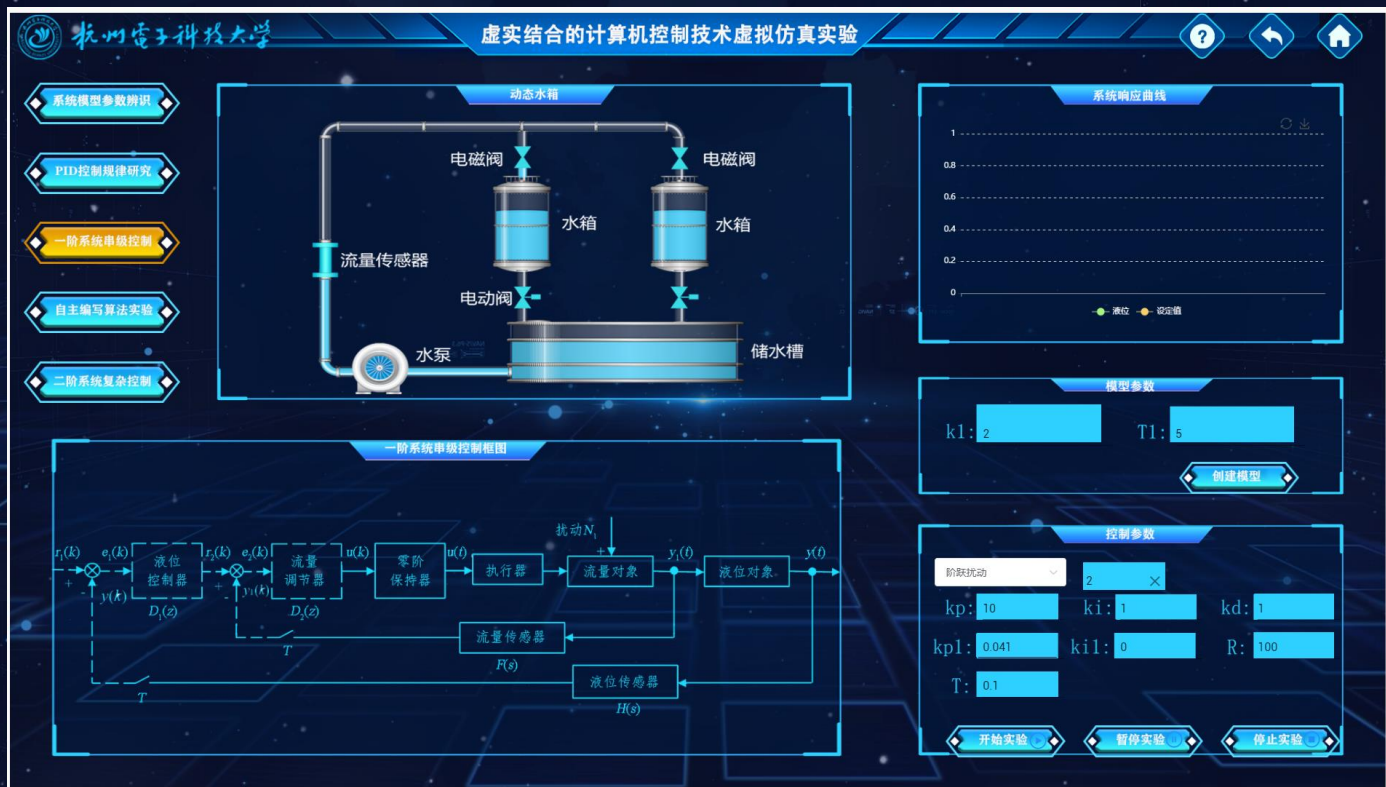 杭州电子科技大学
虚实结合的计算机控制技术虚拟仿真实验
?
系统模型参数辨识
PID控制规律研究
一阶系统串级控制
自主编写算法实验
二阶系统复杂控制
动态水箱
电磁阀
电磁阀
水箱
水箱
流量传感器
电动阀
水泵
储水槽
系统响应曲线
1
0.8
0.6
0.4
0.2
0
液位 设定值
模型参数
k1: 2
T1: 5
创建模型
一阶系统串级控制框图
扰动N₁
r₁(k) e₁(k) 液位控制器 r₂(k) e₂(k) 流量调节器 u(k) 零阶保持器 u(t) 执行器 + 流量对象 y₁(t) 液位对象 y(t)
+ - y(k) + - y₁(k)
D₁(z) D₂(z)
T 流量传感器
F(s)
T 液位传感器
H(s)
控制参数
阶跃扰动 2
kp: 10 ki: 1 kd: 1
kp1: 0.041 ki1: 0 R: 100
T: 0.1
开始实验 暂停实验 停止实验